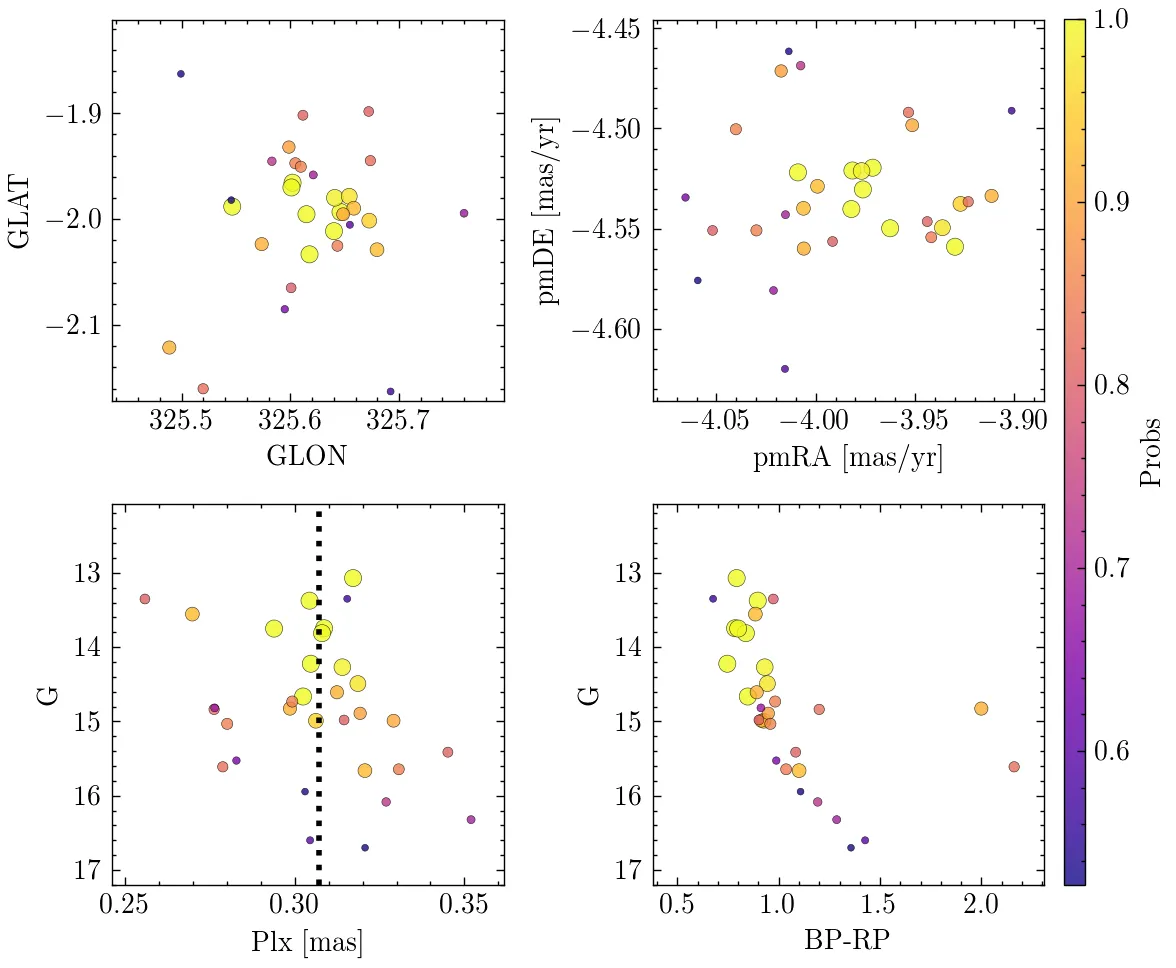 −1.9
−2.0
−2.1
GLAT
325.5 325.6 325.7
GLON
−4.45
−4.50
−4.55
−4.60
pmDE [mas/yr]
−4.05 −4.00 −3.95 −3.90
pmRA [mas/yr]
1.0
0.9
0.8
0.7
0.6
Probs
13
14
15
16
17
G
0.25 0.30 0.35
Plx [mas]
13
14
15
16
17
G
0.5 1.0 1.5 2.0
BP-RP